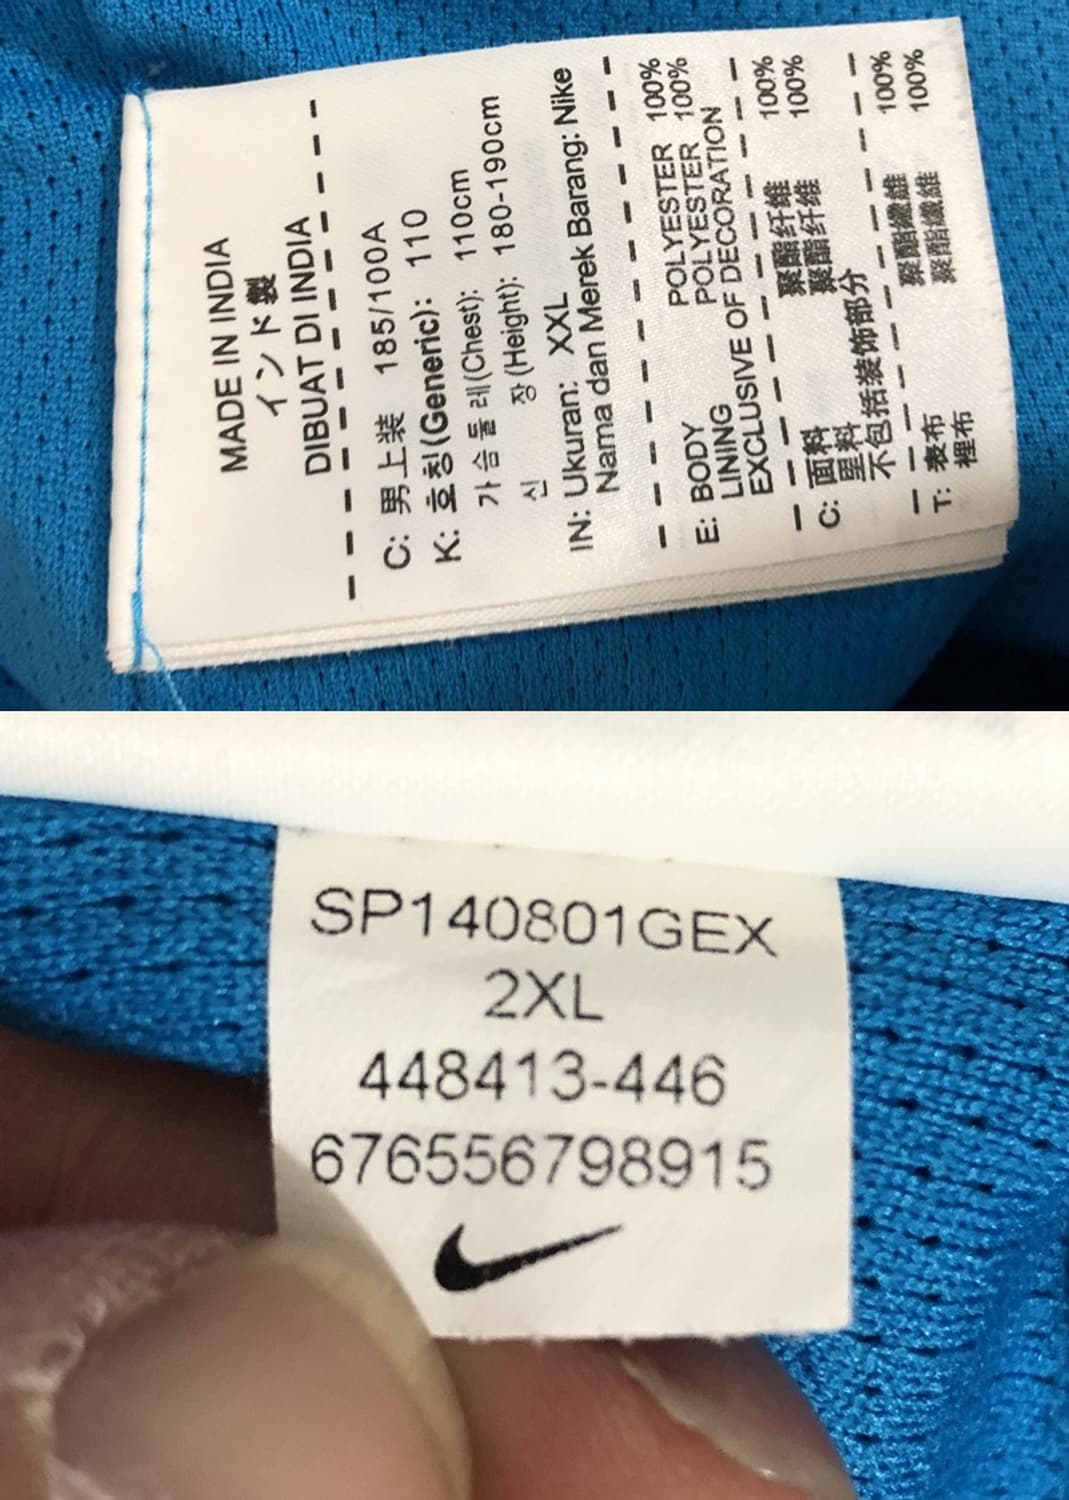 MADE IN INDIA
インド製
DIBUAT DI INDIA
C: 男上装 185/100A
K: 호칭(Generic): 110
가슴둘레(Chest): 110cm
신 장(Height): 180-190cm
IN: Ukuran: XXL
Nama dan Merek Barang: Nike
E: BODY POLYESTER 100%
LINING POLYESTER 100%
EXCLUSIVE OF DECORATION
C: 面料 聚酯纤维 100%
里料 聚酯纤维 100%
不包括装饰部分
T: 表布 聚酯纖維 100%
裡布 聚酯纖維 100%
SP140801GEX
2XL
448413-446
676556798915